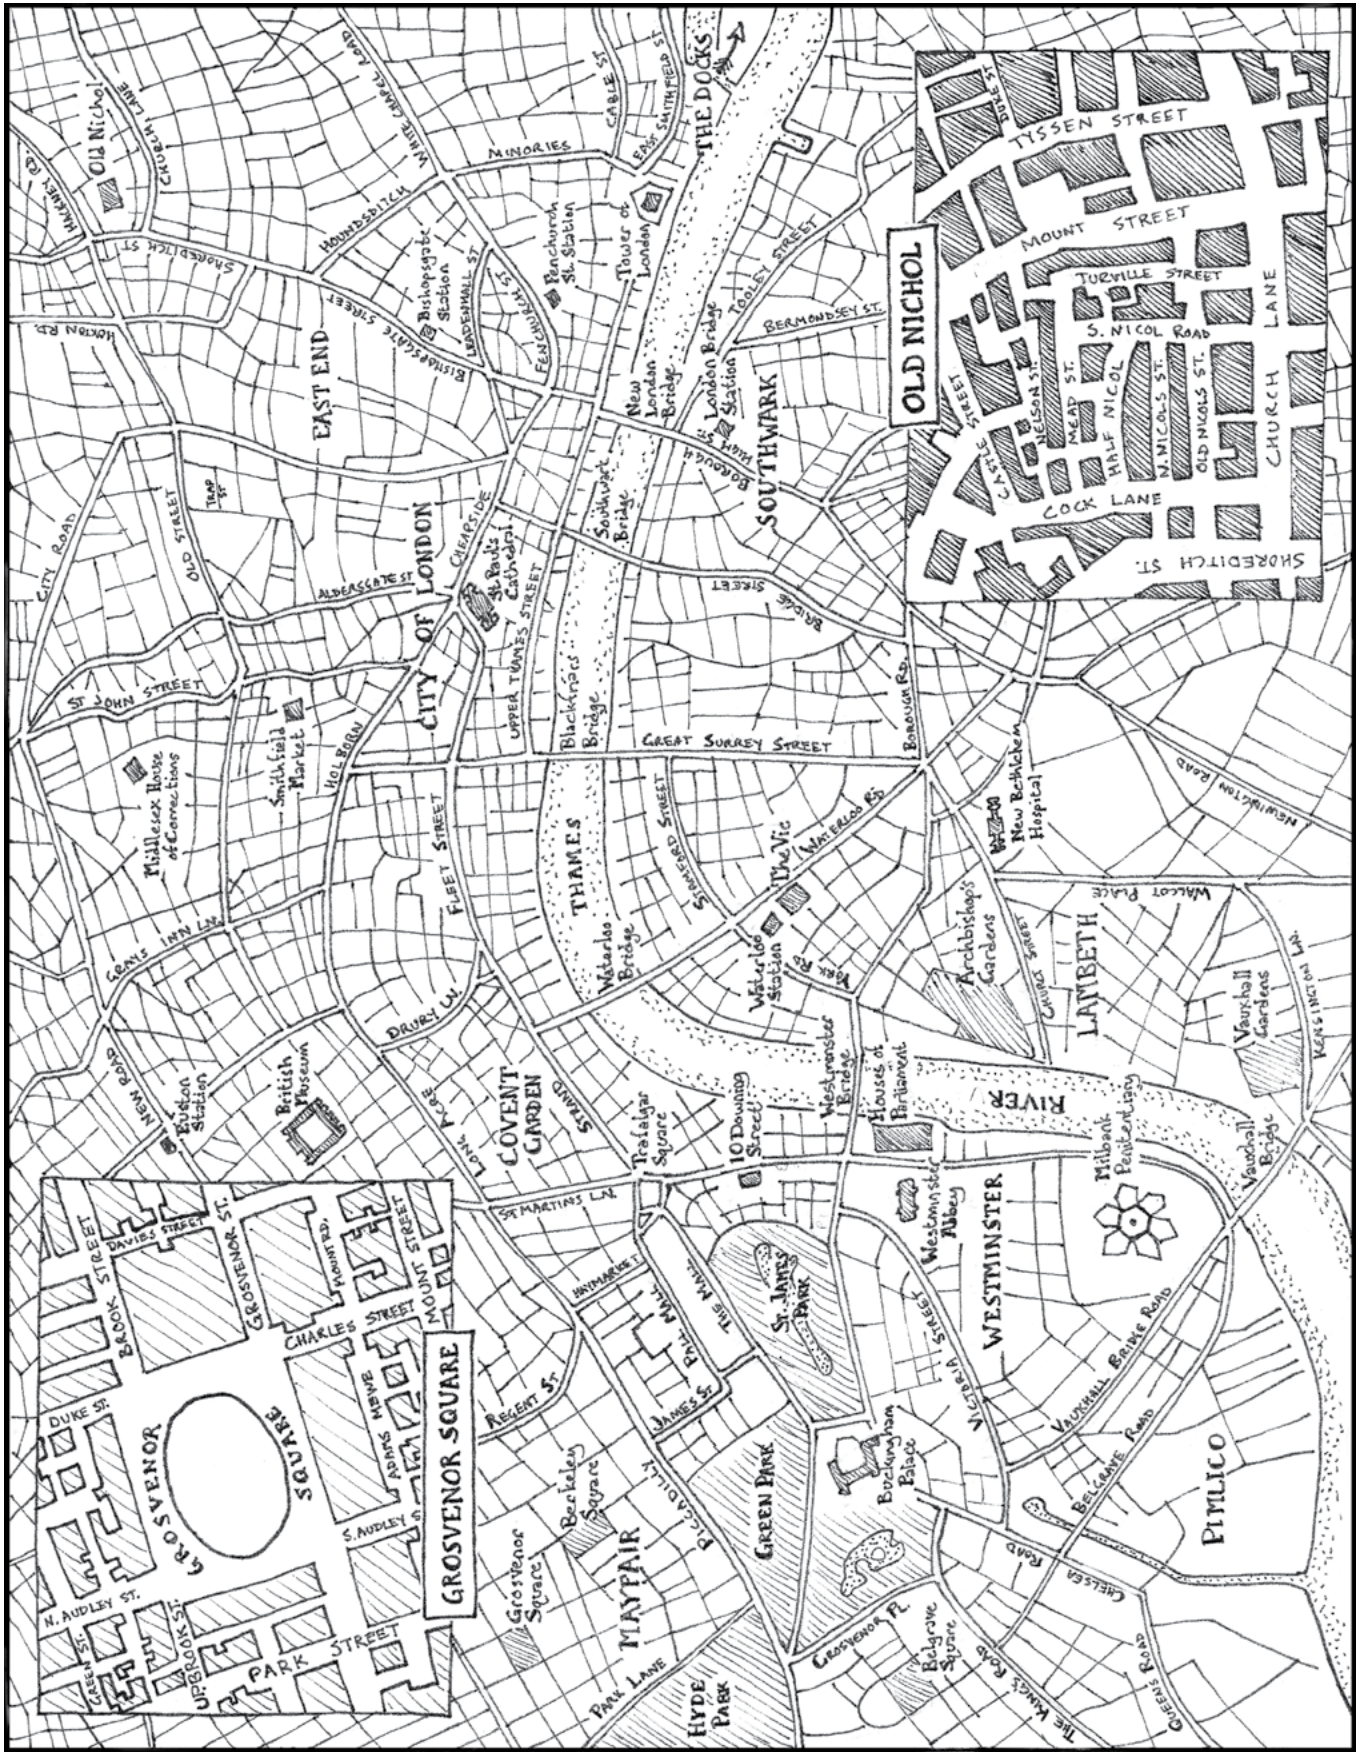 GROSVENOR SQUARE
BROOK STREET
DAVIES STREET
GROSVENOR ST.
MOUNT RD.
MOUNT STREET
CHARLES STREET
DUKE ST.
GROSVENOR
SQUARE
ADAMS MEWE
S. AUDLEY S
N. AUDLEY ST.
GREEN ST.
UPBROOK ST.
PARK STREET
NEW ROAD
Euston
Station
British
Museum
GRAYS INN LN.
Middlesex House
of Corrections
ST JOHN STREET
Smithfield
Market
HOLBORN
CITY ROAD
OLD STREET
TRAP
ST
ALDERSGATE ST
CITY OF LONDON
CHEAPSIDE
St. Paul's
Cathedral
UPPER TAMES STREET
EAST END
HOXTON RD.
HACKNEY RD
Old Nichol
CHURCH LANE
SHOREDITCH ST.
SHOREDITCH
WHITE CHAPEL ROAD
HOUNDSDITCH
BISHOPSGATE STREET
Bishopsgate
Station
LEADENHALL ST
FENCHURCH ST
Fenchurch
St. Station
MINORIES
CABLE ST
EAST SMITHFIELD ST
THE DOCKS
Tower of
London
New
London
Bridge
London Bridge
Station
TOOLEY STREET
BERMONDSEY ST.
BOROUGH
HIGH ST.
SOUTHWARK
Southwark
Bridge
BRIDGE
STREET
Blackfriars
Bridge
GREAT SURREY STREET
BOROUGH RD.
FLEET STREET
THAMES
STAMFORD STREET
DRURY LN.
LONG ACRE
COVENT
GARDEN
STRAND
Waterloo
Bridge
WATERLOO RD
The Vic
Waterloo
Station
YORK RD
New Bethlehem
Hospital
NEWINGTON ROAD
Archbishop's
Gardens
CHURCH STREET
LAMBETH
WALCOT PLACE
Vauxhall
Gardens
KENSINGTON LN.
Trafalgar
Square
10 Downing
Street
Westminster
Bridge
Houses of
Parliament
RIVER
Milbank
Penitentiary
Vauxhall
Bridge
ST MARTINS LN.
HAYMARKET
PALL MALL
THE MALL
St. JAMES
PARK
Westminster
Abbey
WESTMINSTER
VICTORIA STREET
VAUXHALL BRIDGE ROAD
BELGRAVE ROAD
PIMLICO
REGENT ST
JAMES ST
Berkeley
Square
Grosvenor
Square
MAYFAIR
PICCADILLY
GREEN PARK
Buckingham
Palace
PARK LANE
HYDE
PARK
GROSVENOR PL.
Belgrave
Square
THE KINGS ROAD
CHELSEA ROAD
QUEENS ROAD
OLD NICHOL
DUKE ST
TYSSEN STREET
MOUNT STREET
TURVILLE STREET
S. NICOL ROAD
CASTLE STREET
NELSON ST.
MEAD ST.
HALF NICOL
N. NICOLS ST.
OLD NICOLS ST.
CHURCH LANE
COCK LANE
SHOREDITCH
ST.